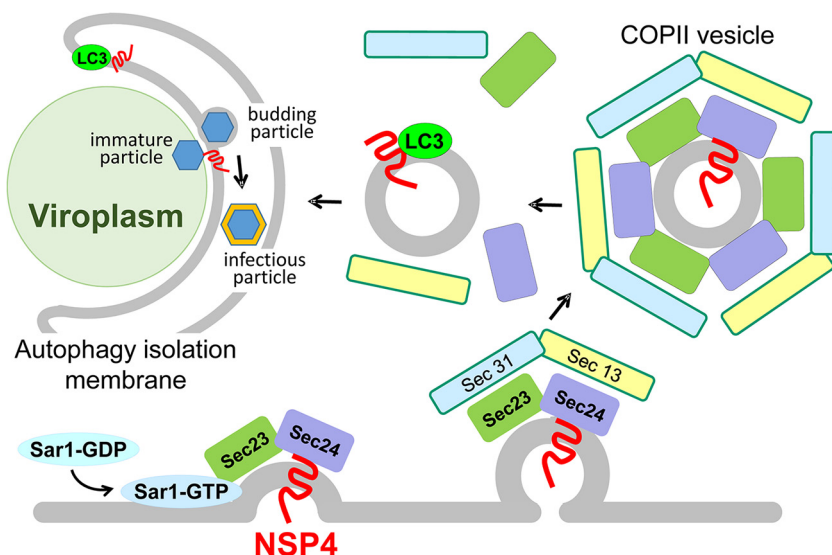 COPII vesicle
LC3
budding
particle
immature
particle
LC3
Viroplasm
infectious
particle
Autophagy isolation
membrane
Sec 31
Sec 13
Sec23
Sec24
Sec23
Sec24
Sar1-GDP
Sar1-GTP
NSP4